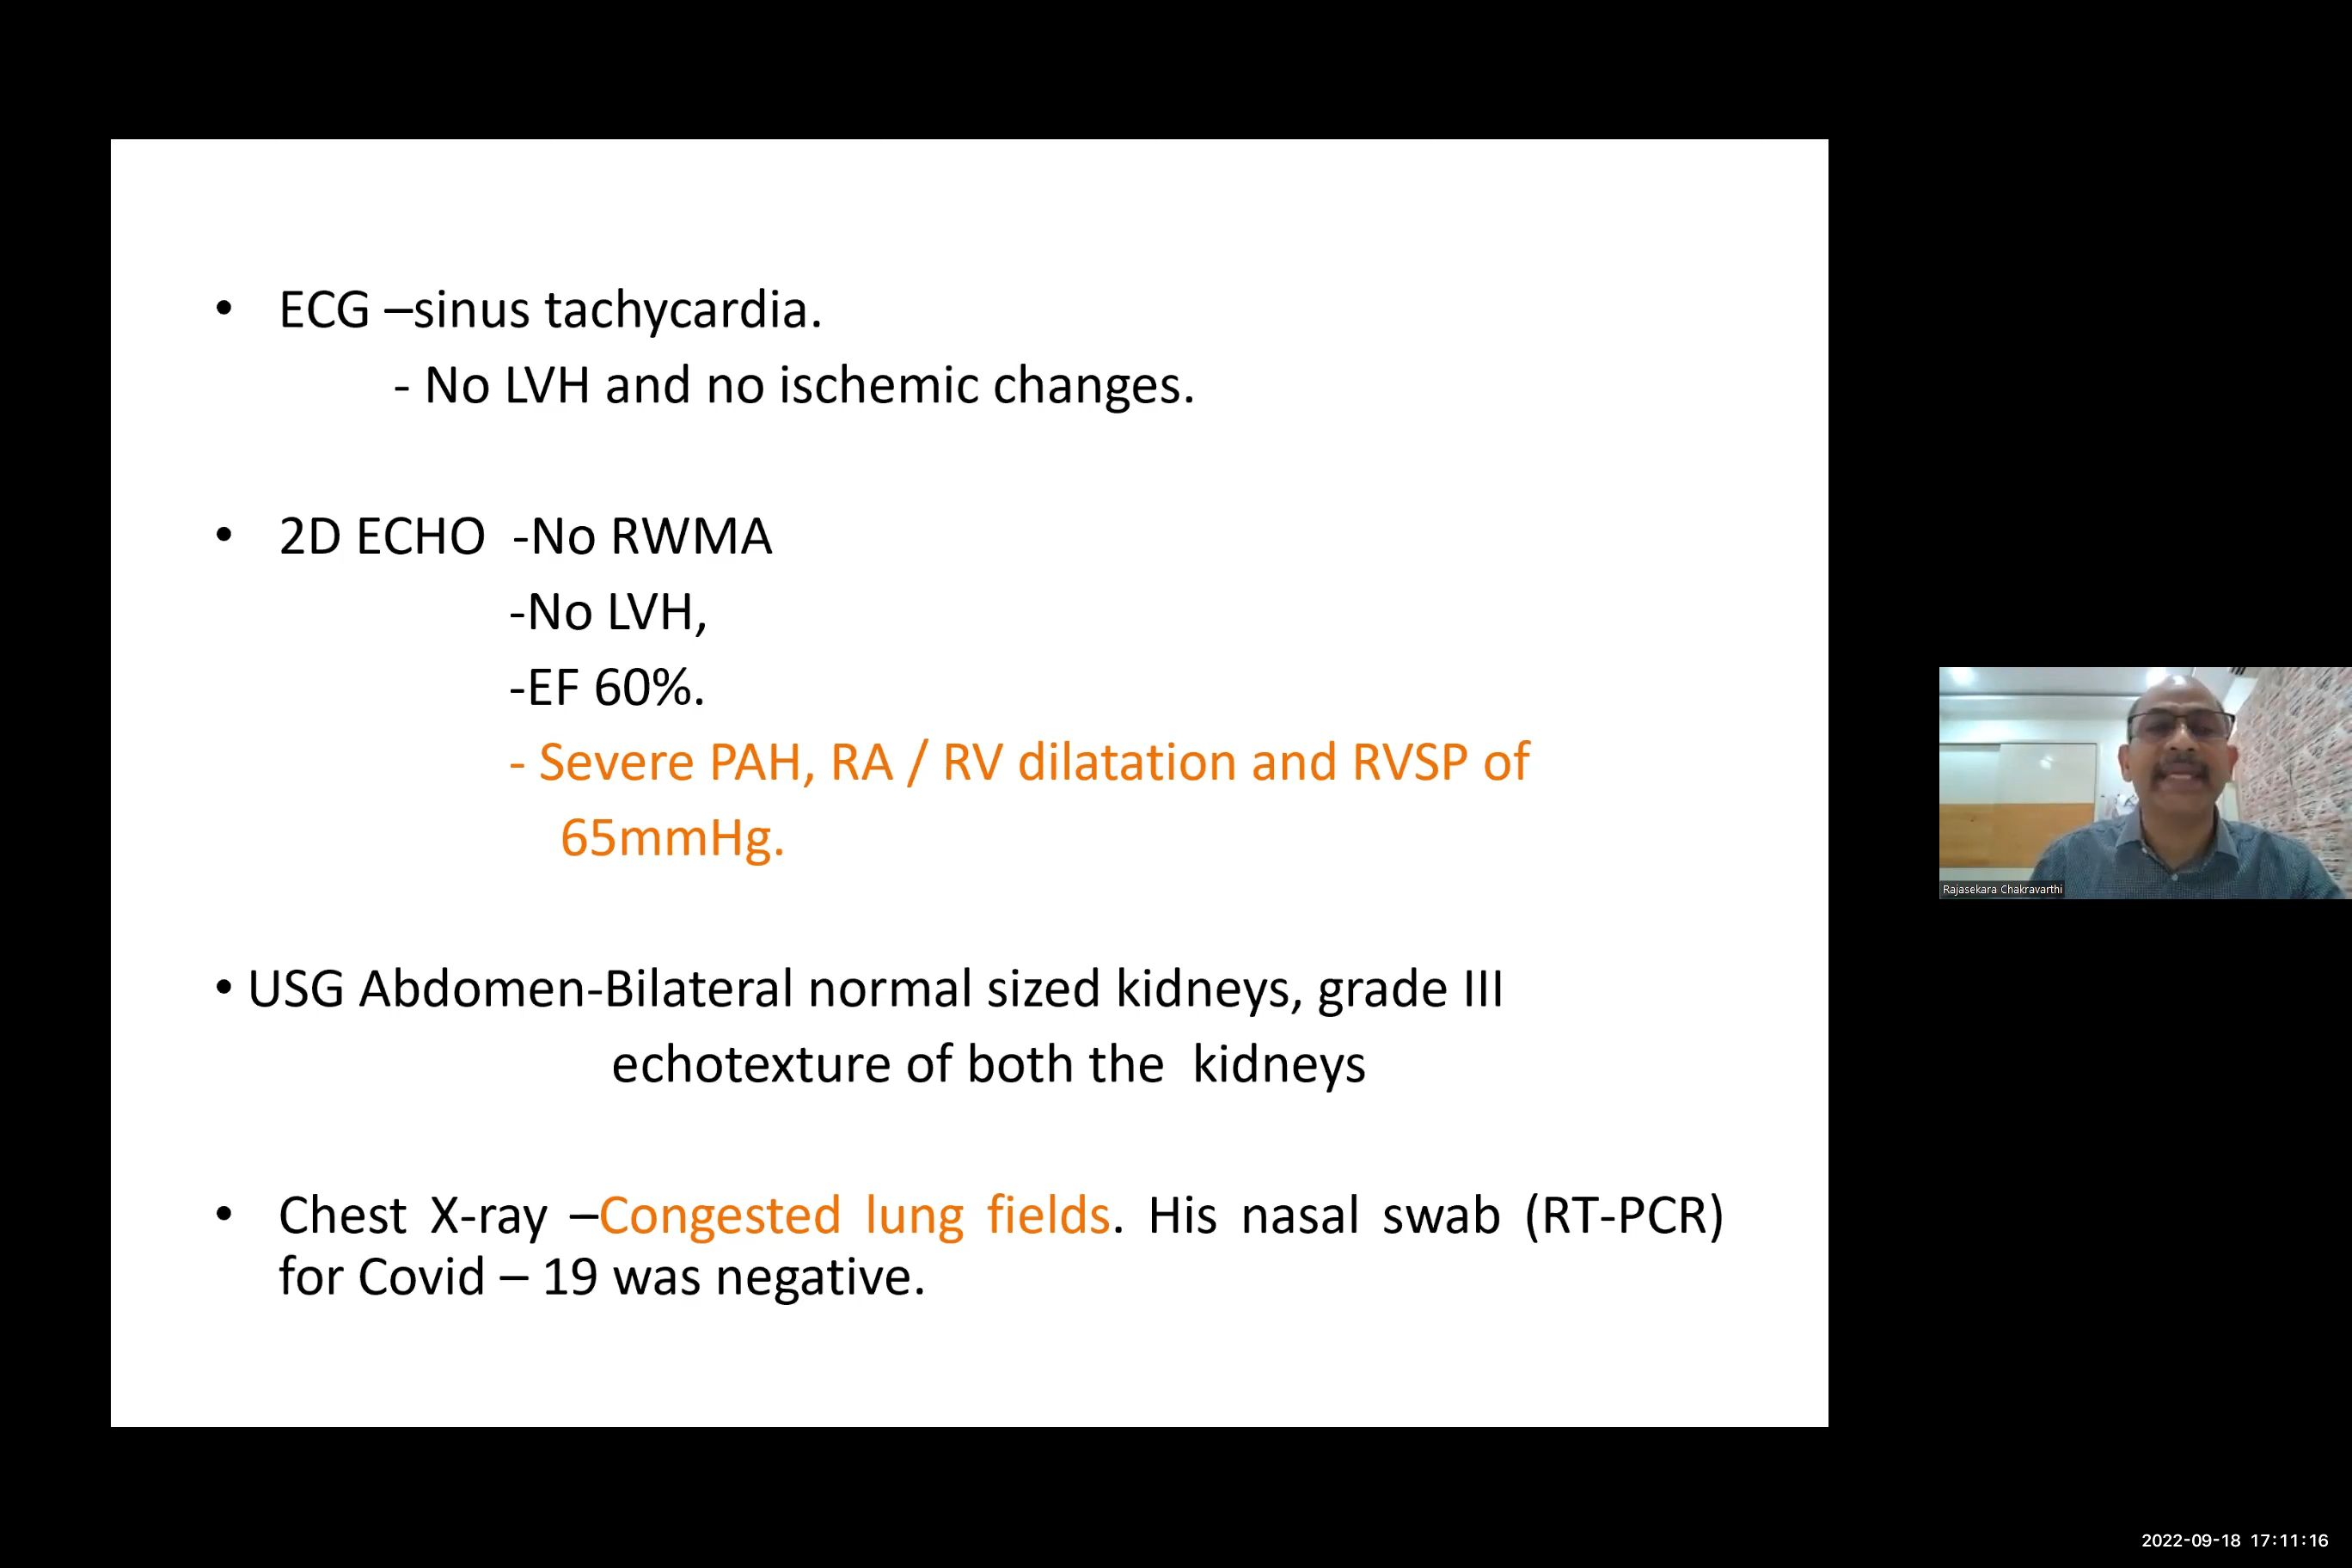 • ECG –sinus tachycardia.
- No LVH and no ischemic changes.
• 2D ECHO -No RWMA
-No LVH,
-EF 60%.
- Severe PAH, RA / RV dilatation and RVSP of
65mmHg.
• USG Abdomen-Bilateral normal sized kidneys, grade III
echotexture of both the kidneys
• Chest X-ray –Congested lung fields. His nasal swab (RT-PCR)
for Covid – 19 was negative.
Rajasekara Chakravarthi
2022-09-18 17:11:16